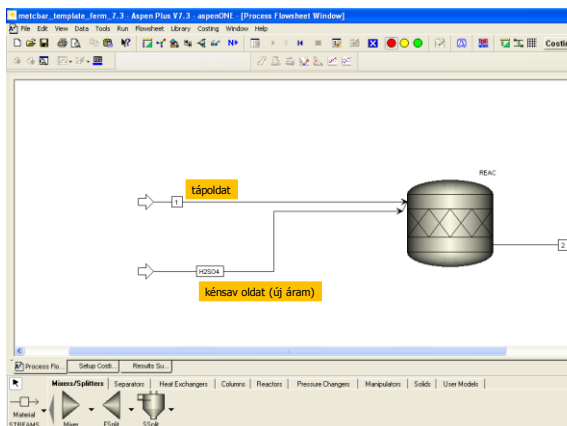 metcbar_template_ferm_7.3 - Aspen Plus V7.3 - aspenONE - [Process Flowsheet Window]
File Edit View Data Tools Run Flowsheet Library Costing Window Help
N>
Costin
REAC
tápoldat
1
2
H2SO4
kénsav oldat (új áram)
Process Flo... Setup Costi... Results Su...
Mixers/Splitters Separators Heat Exchangers Columns Reactors Pressure Changers Manipulators Solids User Models
Material
STREAMS Mixer FSplit SSplit